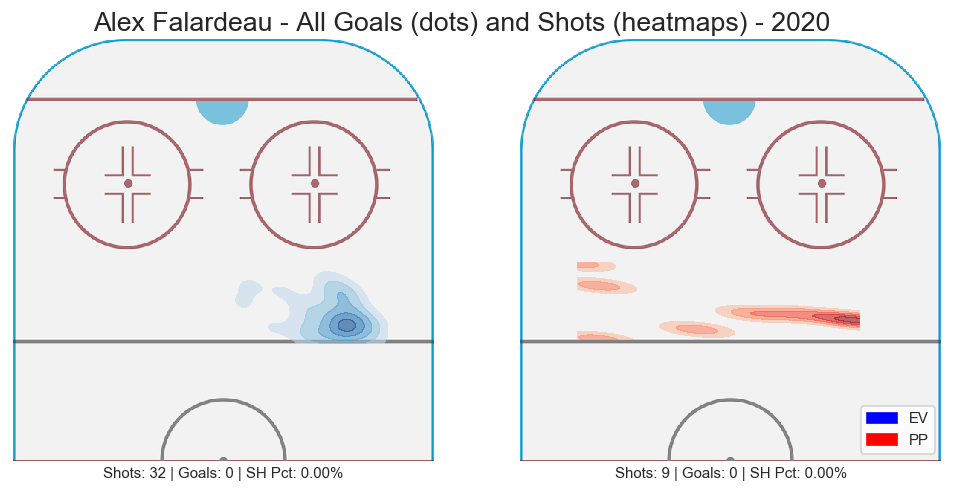 Alex Falardeau - All Goals (dots) and Shots (heatmaps) - 2020
EV
PP
Shots: 32 | Goals: 0 | SH Pct: 0.00%
Shots: 9 | Goals: 0 | SH Pct: 0.00%